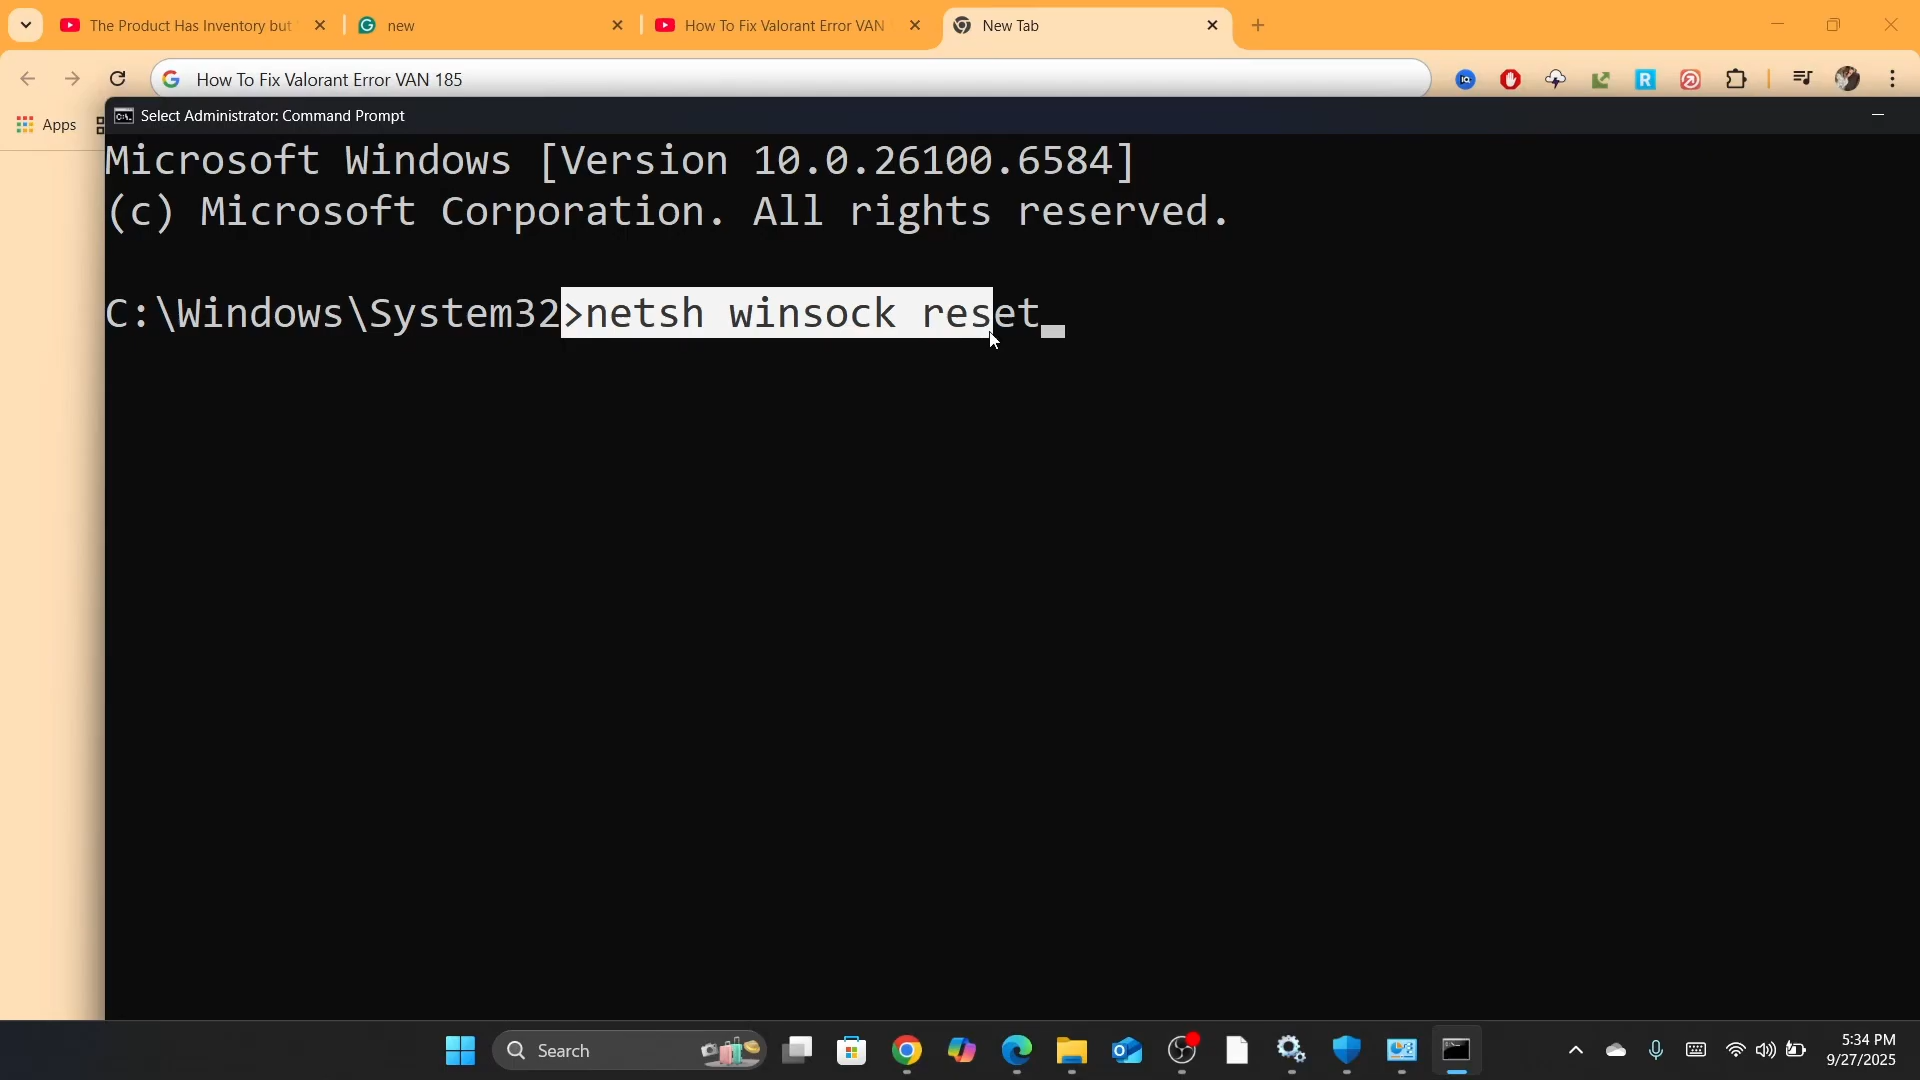 The Product Has Inventory but
new
How To Fix Valorant Error VAN
New Tab
How To Fix Valorant Error VAN 185
Apps
Select Administrator: Command Prompt
Microsoft Windows [Version 10.0.26100.6584]
(c) Microsoft Corporation. All rights reserved.
C:\Windows\System32>netsh winsock reset_
Search
5:34 PM
9/27/2025